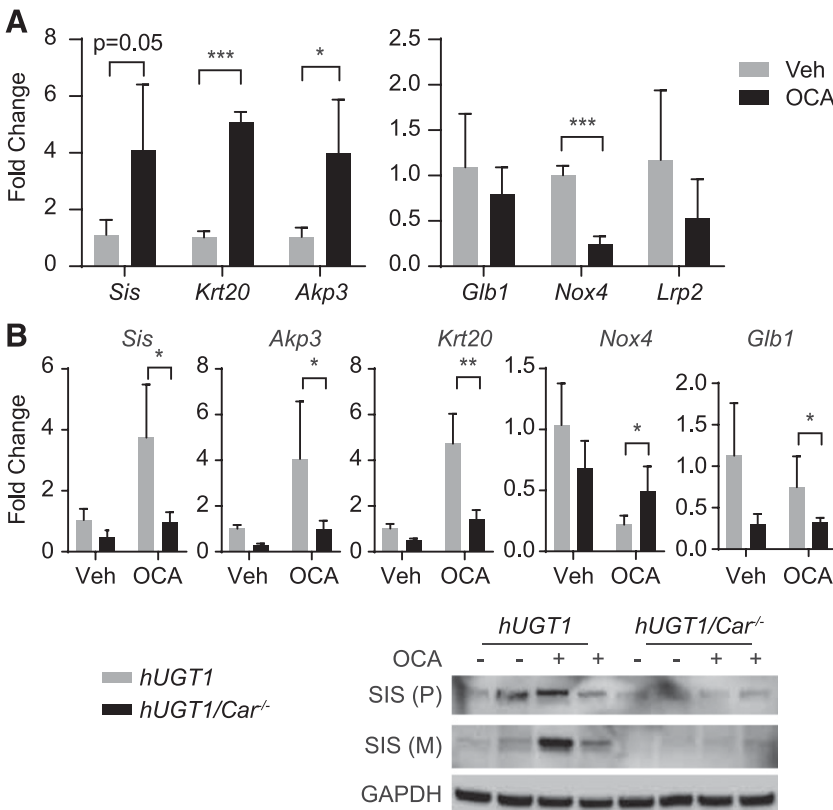 A
8
6
4
2
0
Fold Change
p=0.05
***
*
Sis Krt20 Akp3
2.5
2.0
1.5
1.0
0.5
0.0
***
Glb1 Nox4 Lrp2
Veh
OCA
B
Fold Change
Sis
6
4
2
0
*
Veh OCA
Akp3
8
6
4
2
0
*
Veh OCA
Krt20
8
6
4
2
0
**
Veh OCA
Nox4
1.5
1.0
0.5
0.0
*
Veh OCA
Glb1
2.0
1.5
1.0
0.5
0.0
*
Veh OCA
hUGT1
hUGT1/Car-/-
hUGT1 hUGT1/Car-/-
OCA - - + + - - + +
SIS (P)
SIS (M)
GAPDH